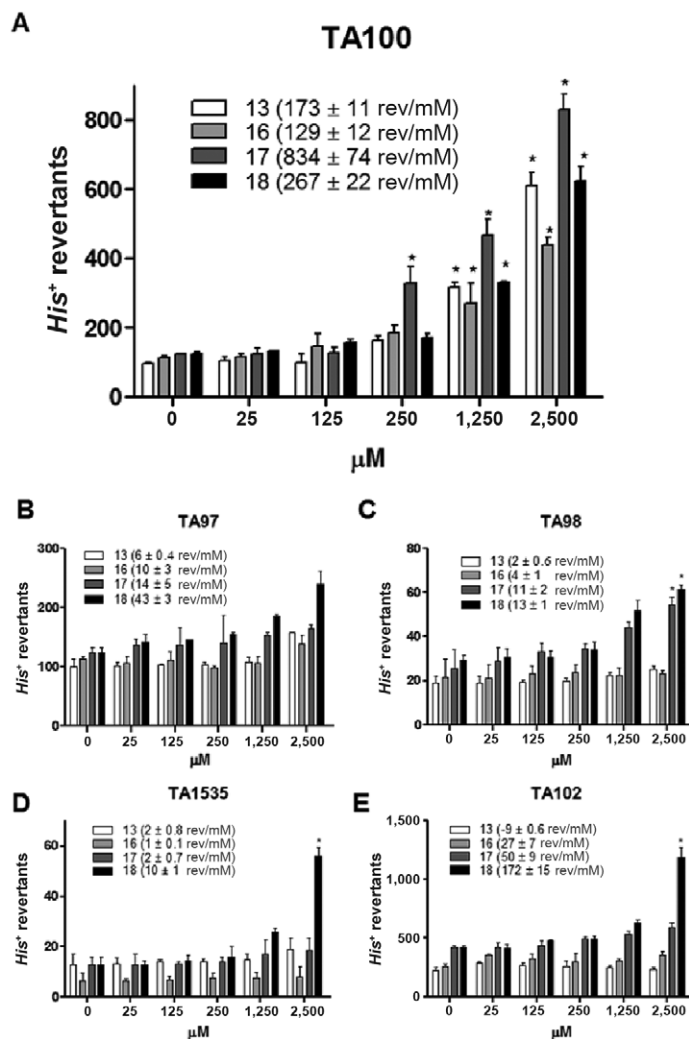 A
TA100
His⁺ revertants
800
600
400
200
0
13 (173 ± 11 rev/mM)
16 (129 ± 12 rev/mM)
17 (834 ± 74 rev/mM)
18 (267 ± 22 rev/mM)
* * * * * * * * *
0 25 125 250 1,250 2,500
μM
B
TA97
His⁺ revertants
300
200
100
0
13 (6 ± 0.4 rev/mM)
16 (10 ± 3 rev/mM)
17 (14 ± 5 rev/mM)
18 (43 ± 3 rev/mM)
0 25 125 250 1,250 2,500
μM
C
TA98
His⁺ revertants
80
60
40
20
0
13 (2 ± 0.6 rev/mM)
16 (4 ± 1 rev/mM)
17 (11 ± 2 rev/mM)
18 (13 ± 1 rev/mM)
* *
0 25 125 250 1,250 2,500
μM
D
TA1535
His⁺ revertants
60
40
20
0
13 (2 ± 0.8 rev/mM)
16 (1 ± 0.1 rev/mM)
17 (2 ± 0.7 rev/mM)
18 (10 ± 1 rev/mM)
*
0 25 125 250 1,250 2,500
μM
E
TA102
His⁺ revertants
1,500
1,000
500
0
13 (-9 ± 0.6 rev/mM)
16 (27 ± 7 rev/mM)
17 (50 ± 9 rev/mM)
18 (172 ± 15 rev/mM)
*
0 25 125 250 1,250 2,500
μM